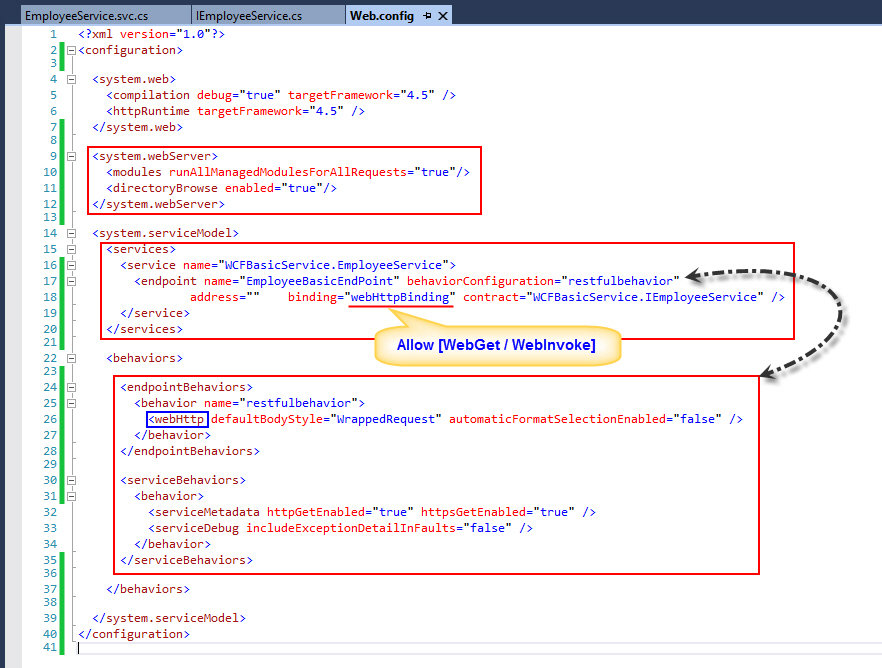 EmployeeService.svc.cs IEmployeeService.cs Web.config
1 <?xml version="1.0"?>
2 <configuration>
3
4 <system.web>
5 <compilation debug="true" targetFramework="4.5" />
6 <httpRuntime targetFramework="4.5" />
7 </system.web>
8
9 <system.webServer>
10 <modules runAllManagedModulesForAllRequests="true"/>
11 <directoryBrowse enabled="true"/>
12 </system.webServer>
13
14 <system.serviceModel>
15 <services>
16 <service name="WCFBasicService.EmployeeService">
17 <endpoint name="EmployeeBasicEndPoint" behaviorConfiguration="restfulbehavior"
18 address="" binding="webHttpBinding" contract="WCFBasicService.IEmployeeService" />
19 </service>
20 </services>
21
Allow [WebGet / WebInvoke]
22 <behaviors>
23
24 <endpointBehaviors>
25 <behavior name="restfulbehavior">
26 <webHttp defaultBodyStyle="WrappedRequest" automaticFormatSelectionEnabled="false" />
27 </behavior>
28 </endpointBehaviors>
29
30 <serviceBehaviors>
31 <behavior>
32 <serviceMetadata httpGetEnabled="true" httpsGetEnabled="true" />
33 <serviceDebug includeExceptionDetailInFaults="false" />
34 </behavior>
35 </serviceBehaviors>
36
37 </behaviors>
38
39 </system.serviceModel>
40 </configuration>
41